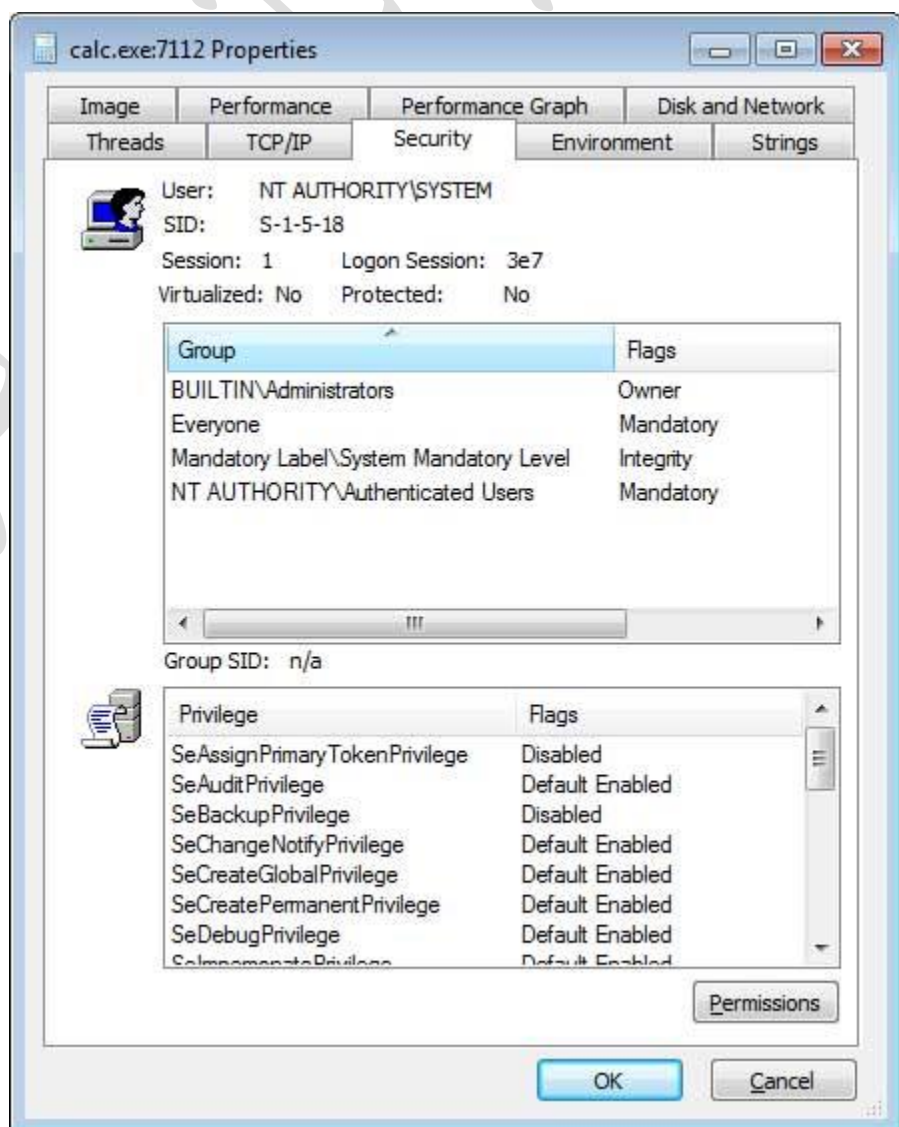 calc.exe:7112 Properties
Image Performance Performance Graph Disk and Network
Threads TCP/IP Security Environment Strings
User: NT AUTHORITY\SYSTEM
SID: S-1-5-18
Session: 1 Logon Session: 3e7
Virtualized: No Protected: No
Group Flags
BUILTIN\Administrators Owner
Everyone Mandatory
Mandatory Label\System Mandatory Level Integrity
NT AUTHORITY\Authenticated Users Mandatory
Group SID: n/a
Privilege Flags
SeAssignPrimaryTokenPrivilege Disabled
SeAuditPrivilege Default Enabled
SeBackupPrivilege Disabled
SeChangeNotifyPrivilege Default Enabled
SeCreateGlobalPrivilege Default Enabled
SeCreatePermanentPrivilege Default Enabled
SeDebugPrivilege Default Enabled
SeImpersonatePrivilege Default Enabled
Permissions
OK Cancel